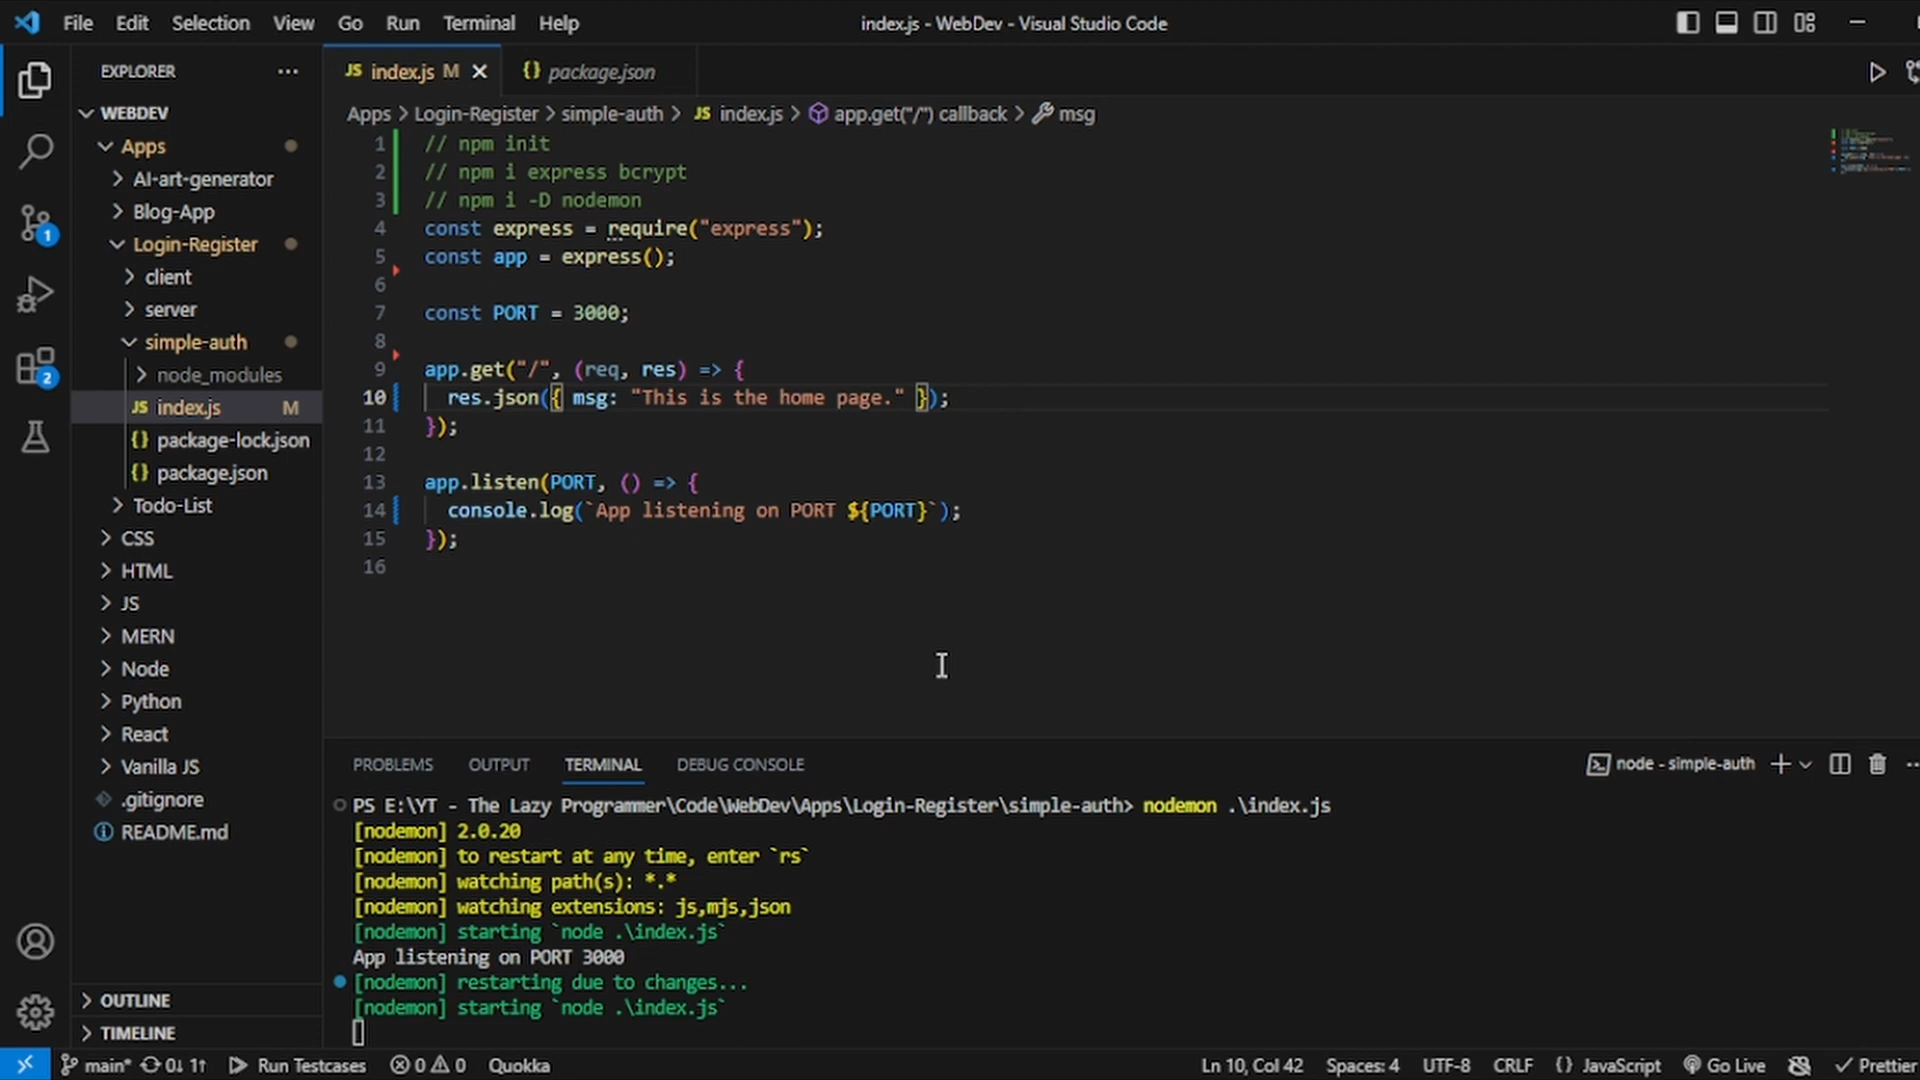 File Edit Selection View Go Run Terminal Help
index.js - WebDev - Visual Studio Code
EXPLORER
WEBDEV
Apps
AI-art-generator
Blog-App
Login-Register
client
server
simple-auth
node_modules
JS index.js M
{} package-lock.json
{} package.json
Todo-List
CSS
HTML
JS
MERN
Node
Python
React
Vanilla JS
.gitignore
README.md
OUTLINE
TIMELINE
1
2
JS index.js M
{} package.json
Apps > Login-Register > simple-auth > JS index.js > app.get("/") callback > msg
1 // npm init
2 // npm i express bcrypt
3 // npm i -D nodemon
4 const express = require("express");
5 const app = express();
6
7 const PORT = 3000;
8
9 app.get("/", (req, res) => {
10 res.json({ msg: "This is the home page." });
11 });
12
13 app.listen(PORT, () => {
14 console.log(`App listening on PORT ${PORT}`);
15 });
16
PROBLEMS OUTPUT TERMINAL DEBUG CONSOLE
node - simple-auth
PS E:\YT - The Lazy Programmer\Code\WebDev\Apps\Login-Register\simple-auth> nodemon .\index.js
[nodemon] 2.0.20
[nodemon] to restart at any time, enter `rs`
[nodemon] watching path(s): *.*
[nodemon] watching extensions: js,mjs,json
[nodemon] starting `node .\index.js`
App listening on PORT 3000
[nodemon] restarting due to changes...
[nodemon] starting `node .\index.js`
main* 0↓ 1↑ Run Testcases 0 0 Quokka
Ln 10, Col 42 Spaces: 4 UTF-8 CRLF {} JavaScript Go Live Prettier